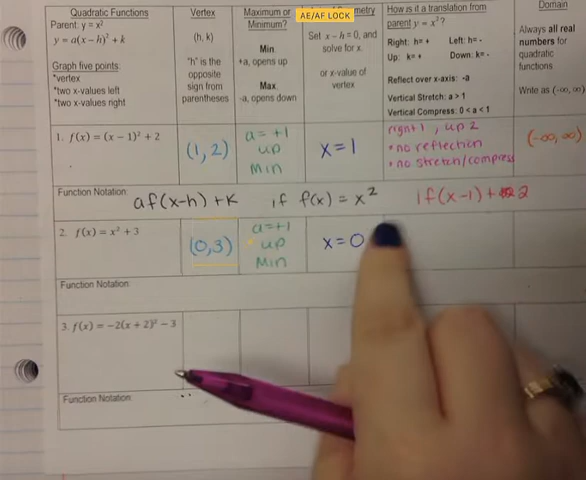 Quadratic Functions
Parent: y = x²
y = a(x − h)² + k
Graph five points:
*vertex
*two x-values left
*two x-values right
Vertex
(h, k)
"h" is the
opposite
sign from
parentheses
Maximum or
Minimum?
Min
+a, opens up
Max
-a, opens down
AE/AF LOCK
Set x − h = 0, and
solve for x.
or x-value of
vertex
How is it a translation from
parent y = x²?
Right: h= + Left: h= -
Up: k= + Down: k= -
Reflect over x-axis: -a
Vertical Stretch: a > 1
Vertical Compress: 0 < a < 1
Domain
Always all real
numbers for
quadratic
functions.
Write as (-∞, ∞)
1. f(x) = (x − 1)² + 2
(1, 2)
a = +1
up
Min
x = 1
right 1, up 2
• no reflection
• no stretch/compress
(-∞, ∞)
Function Notation: a f(x-h) + k if f(x) = x² 1 f(x-1) + 2
2. f(x) = x² + 3
(0, 3)
a = +1
up
Min
x = 0
Function Notation:
3. f(x) = −2(x + 2)² − 3
Function Notation: